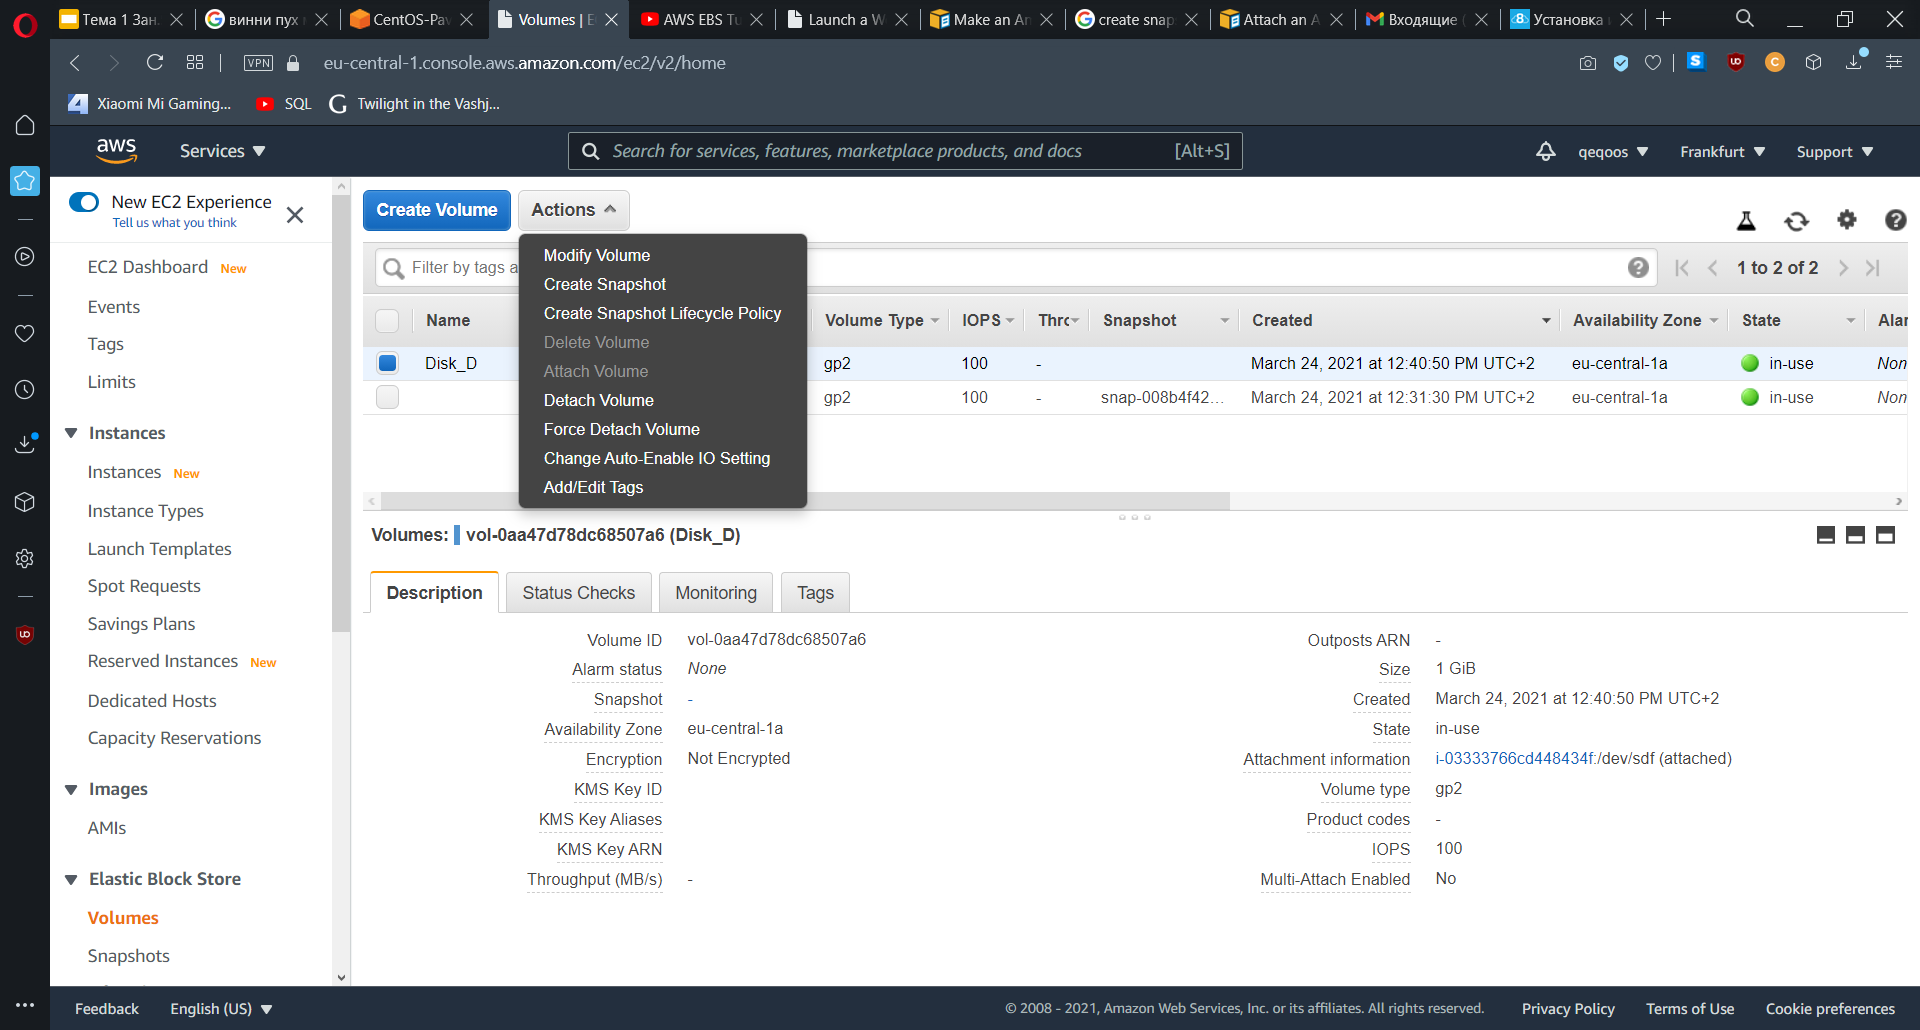 Тема 1 Зан.
винни пух
CentOS-Pav
Volumes | E
AWS EBS Tu
Launch a W
Make an Am
create snap
Attach an A
Входящие (
Установка
VPN
eu-central-1.console.aws.amazon.com/ec2/v2/home
Xiaomi Mi Gaming...
SQL
Twilight in the Vashj...
aws
Services
Search for services, features, marketplace products, and docs
[Alt+S]
qeqoos
Frankfurt
Support
New EC2 Experience
Tell us what you think
EC2 Dashboard New
Events
Tags
Limits
Instances
Instances New
Instance Types
Launch Templates
Spot Requests
Savings Plans
Reserved Instances New
Dedicated Hosts
Capacity Reservations
Images
AMIs
Elastic Block Store
Volumes
Snapshots
Create Volume
Actions
Modify Volume
Create Snapshot
Create Snapshot Lifecycle Policy
Delete Volume
Attach Volume
Detach Volume
Force Detach Volume
Change Auto-Enable IO Setting
Add/Edit Tags
Filter by tags a
1 to 2 of 2
Name Volume Type IOPS Thrc Snapshot Created Availability Zone State Alar
Disk_D gp2 100 - March 24, 2021 at 12:40:50 PM UTC+2 eu-central-1a in-use Non
gp2 100 - snap-008b4f42... March 24, 2021 at 12:31:30 PM UTC+2 eu-central-1a in-use Non
Volumes: vol-0aa47d78dc68507a6 (Disk_D)
Description
Status Checks
Monitoring
Tags
Volume ID vol-0aa47d78dc68507a6
Alarm status None
Snapshot -
Availability Zone eu-central-1a
Encryption Not Encrypted
KMS Key ID
KMS Key Aliases
KMS Key ARN
Throughput (MB/s) -
Outposts ARN -
Size 1 GiB
Created March 24, 2021 at 12:40:50 PM UTC+2
State in-use
Attachment information i-03333766cd448434f:/dev/sdf (attached)
Volume type gp2
Product codes -
IOPS 100
Multi-Attach Enabled No
Feedback
English (US)
© 2008 - 2021, Amazon Web Services, Inc. or its affiliates. All rights reserved.
Privacy Policy
Terms of Use
Cookie preferences